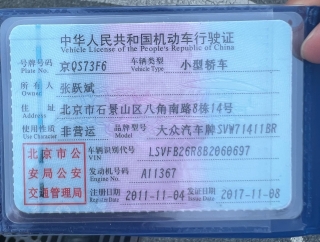 中华人民共和国机动车行驶证
Vehicle License of the People's Republic of China
号牌号码 京QS73F6 车辆类型 小型轿车
Plate No. Vehicle Type
所有人 张跃斌
Owner
住址 北京市石景山区八角南路8栋14号
Address
使用性质 非营运 品牌型号 大众汽车牌SVW71411BR
Use Character Model
北京市公 车辆识别代号 LSVFB26R8B2060697
VIN
安局公安 发动机号码 A11367
Engine No.
交通管理局 注册日期 2011-11-04 发证日期 2017-11-08
Register Date Issue Date